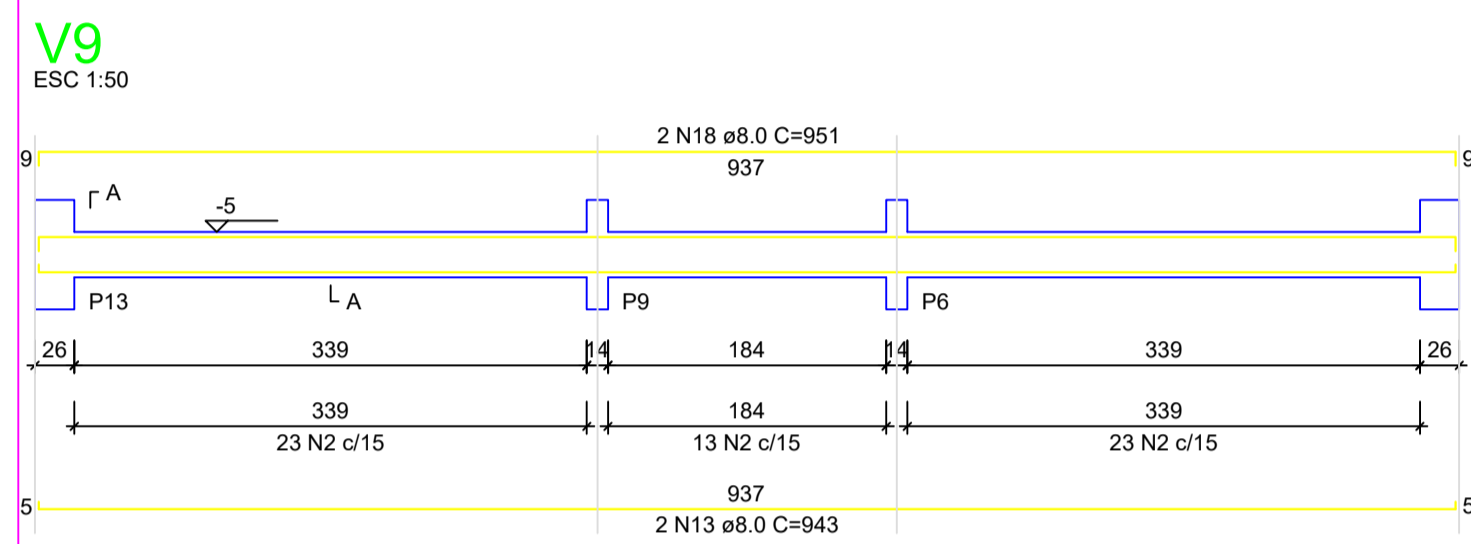 V9
ESC 1:50
2 N18 ø8.0 C=951
9 937 9
A
-5
P13 A P9 P6
26 339 14 184 14 339 26
339 184 339
23 N2 c/15 13 N2 c/15 23 N2 c/15
5 937 5
2 N13 ø8.0 C=943